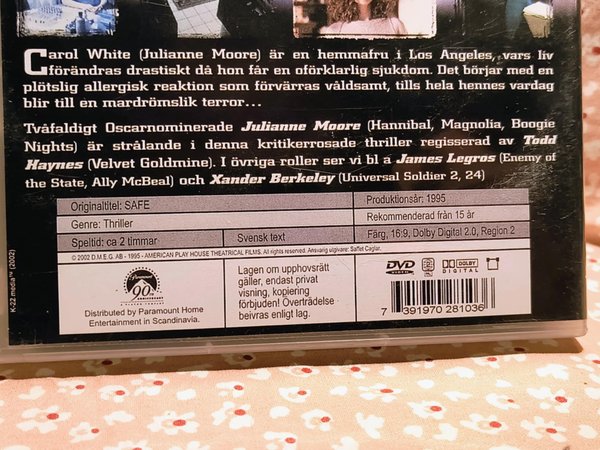 Carol White (Julianne Moore) är en hemmafru i Los Angeles, vars liv
förändras drastiskt då hon får en oförklarlig sjukdom. Det börjar med en
plötslig allergisk reaktion som förvärras våldsamt, tills hela hennes vardag
blir till en mardrömslik terror...
Tvåfaldigt Oscarnominerade Julianne Moore (Hannibal, Magnolia, Boogie
Nights) är strålande i denna kritikerrosade thriller regisserad av Todd
Haynes (Velvet Goldmine). I övriga roller ser vi bl a James Legros (Enemy of
the State, Ally McBeal) och Xander Berkeley (Universal Soldier 2, 24)
Originaltitel: SAFE
Produktionsår: 1995
Genre: Thriller
Rekommenderad från 15 år
Speltid: ca 2 timmar
Svensk text
Färg, 16:9, Dolby Digital 2.0, Region 2
© 2002 D.M.E.G. AB - 1995 - AMERICAN PLAY HOUSE THEATRICAL FILMS. All rights reserved. Ansvarig utgivare: Saffet Caglar.
K-22 media™ (2002)
Paramount
90th
ANNIVERSARY
Distributed by Paramount Home
Entertainment in Scandinavia.
Lagen om upphovsrätt
gäller, endast privat
visning, kopiering
förbjuden! Överträdelse
beivras enligt lag.
DVD
DOLBY
DIGITAL
7 391970 281036